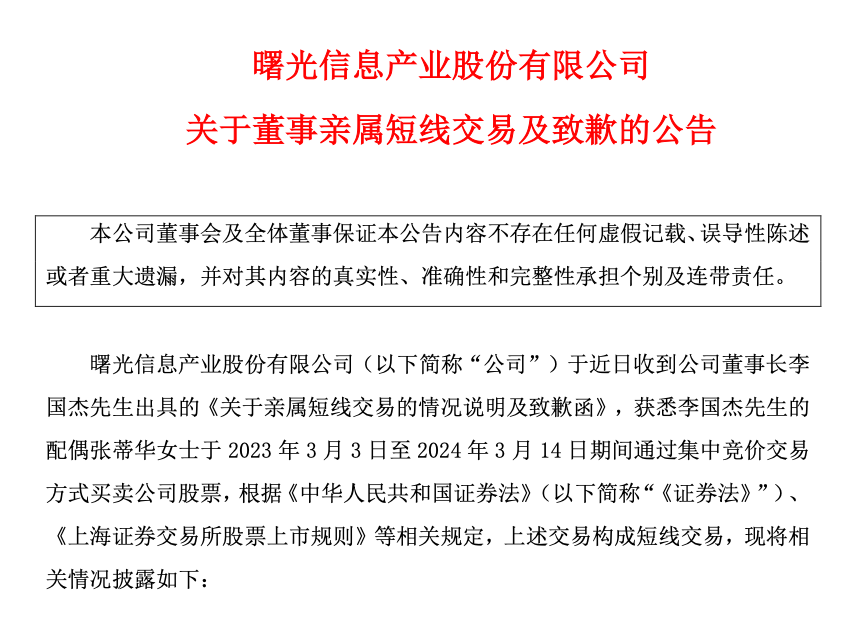 曙光信息产业股份有限公司
关于董事亲属短线交易及致歉的公告
本公司董事会及全体董事保证本公告内容不存在任何虚假记载、误导性陈述
或者重大遗漏，并对其内容的真实性、准确性和完整性承担个别及连带责任。
曙光信息产业股份有限公司（以下简称“公司”）于近日收到公司董事长李
国杰先生出具的《关于亲属短线交易的情况说明及致歉函》，获悉李国杰先生的
配偶张蒂华女士于 2023 年 3 月 3 日至 2024 年 3 月 14 日期间通过集中竞价交易
方式买卖公司股票，根据《中华人民共和国证券法》（以下简称“《证券法》”）、
《上海证券交易所股票上市规则》等相关规定，上述交易构成短线交易，现将相
关情况披露如下：